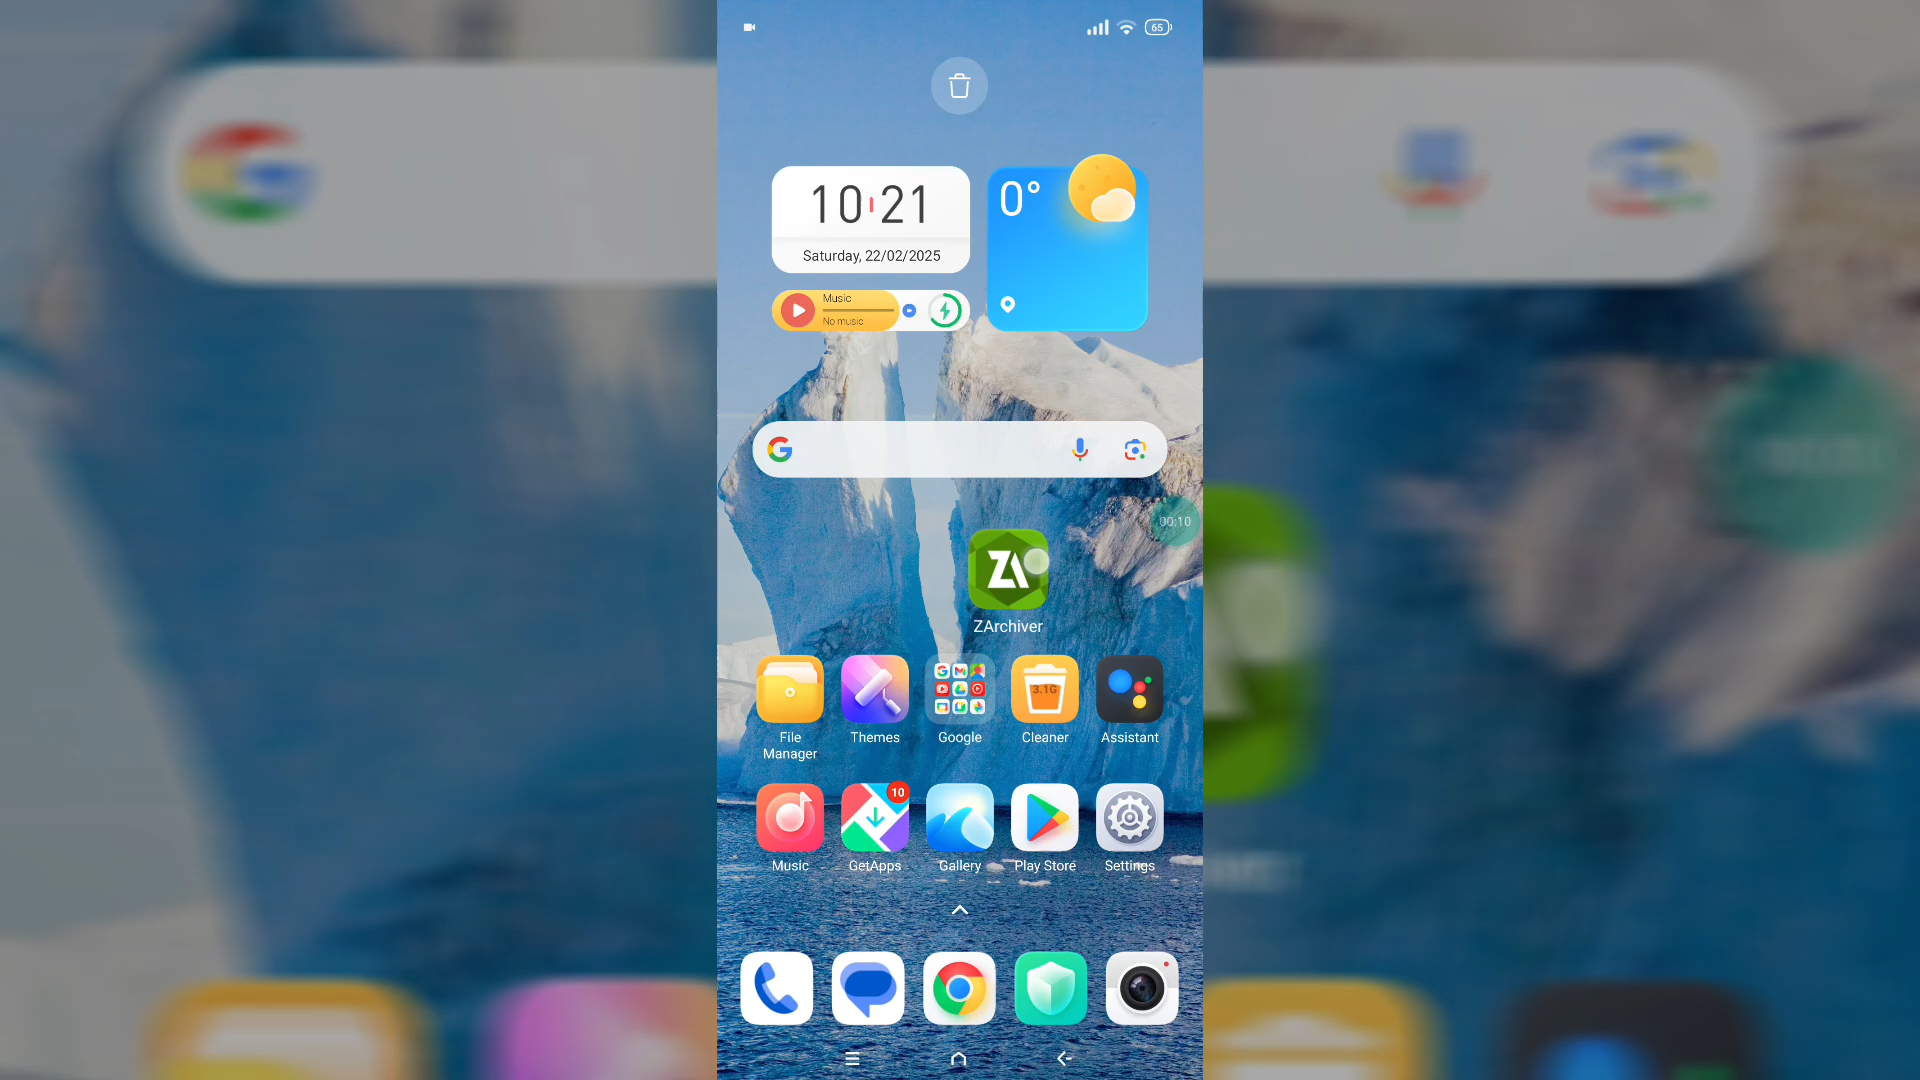 65
10:21
0°
Saturday, 22/02/2025
Music
No music
00:10
ZA
ZArchiver
3.1G
File
Manager
Themes
Google
Cleaner
Assistant
10
Music
GetApps
Gallery
Play Store
Settings